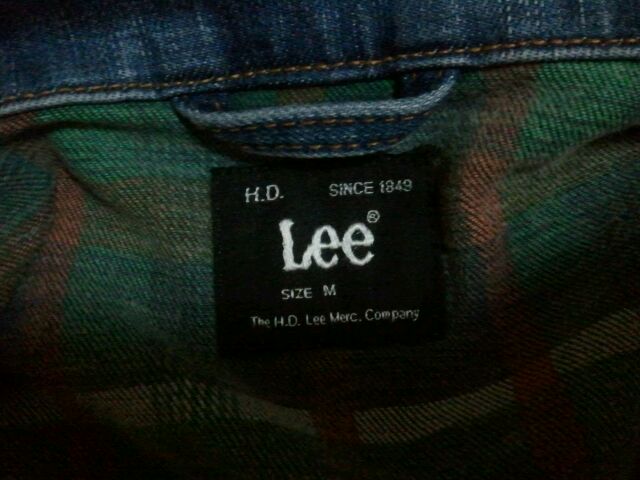 H.D. SINCE 1849
Lee®
SIZE M
The H.D. Lee Merc. Company